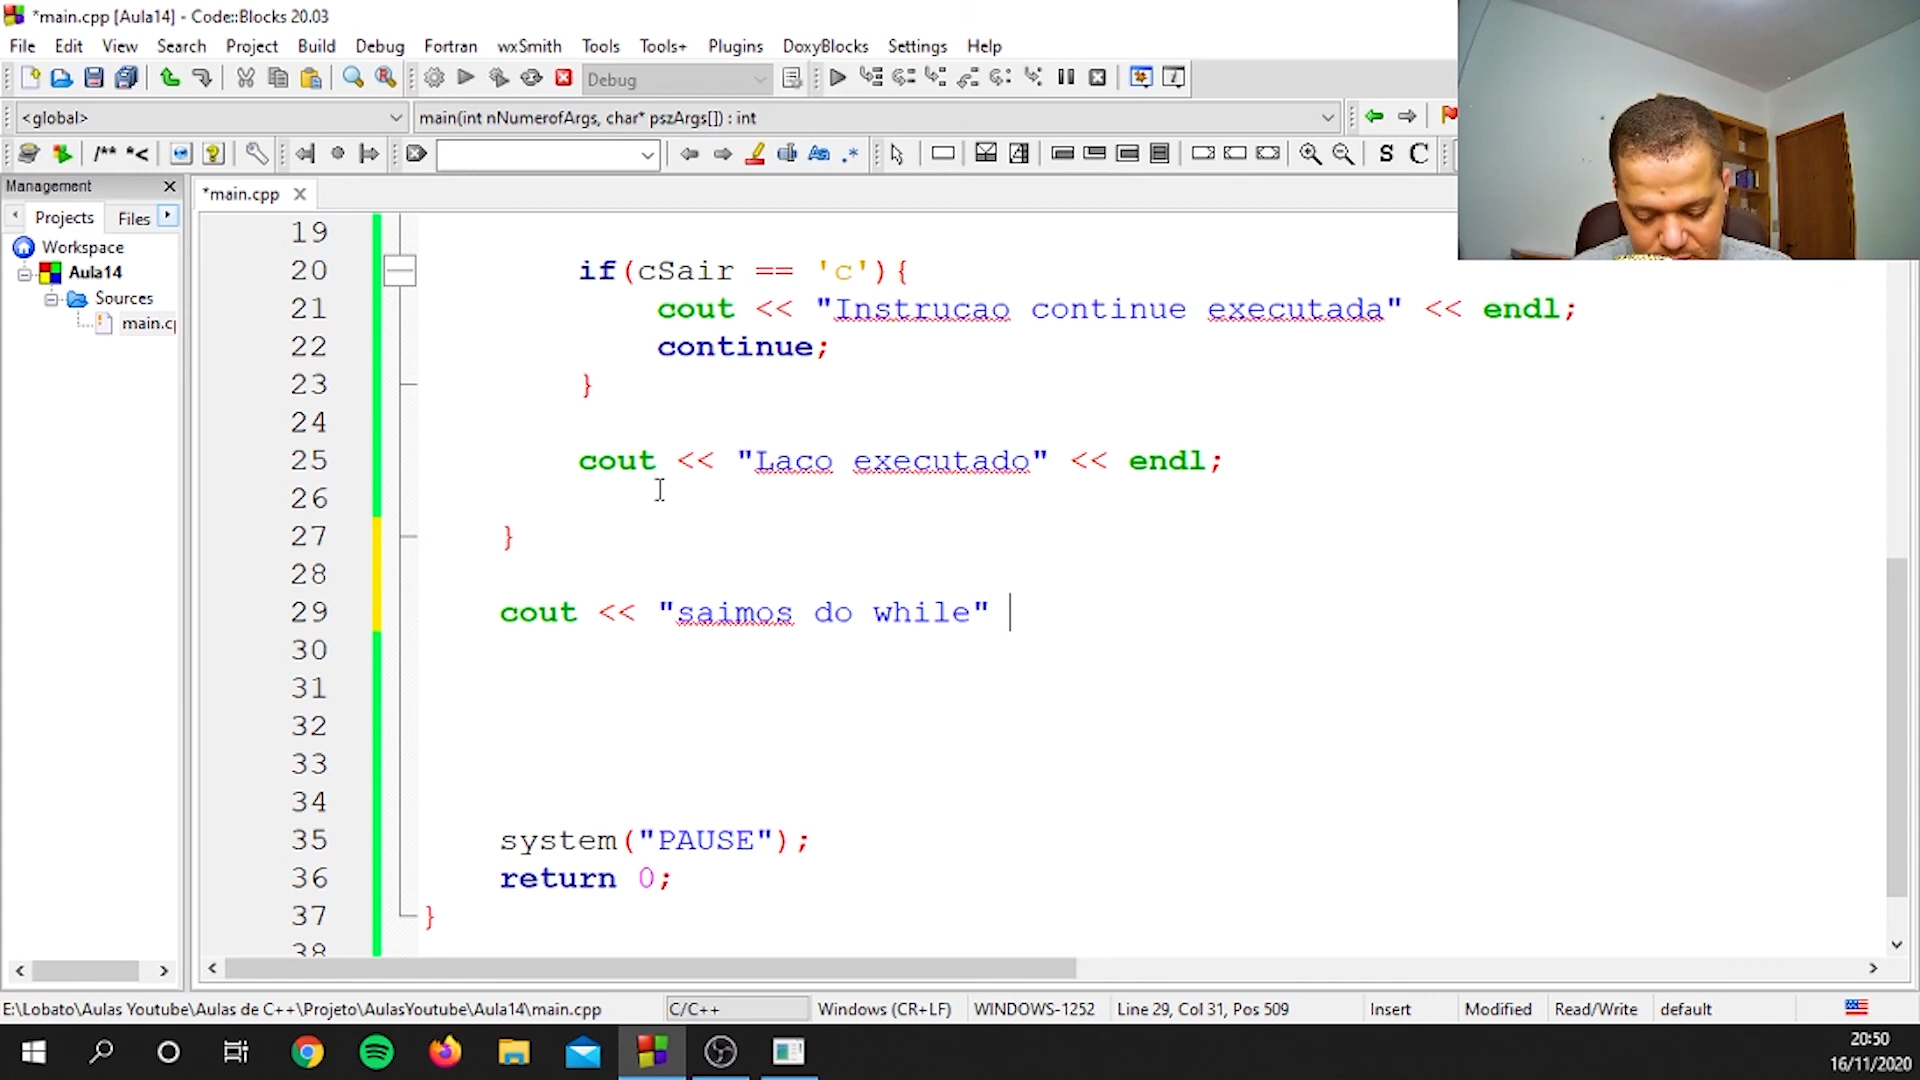 *main.cpp [Aula14] - Code::Blocks 20.03
File Edit View Search Project Build Debug Fortran wxSmith Tools Tools+ Plugins DoxyBlocks Settings Help
Debug
<global> main(int nNumerofArgs, char* pszArgs[]) : int
/** *< S C
Management
*main.cpp
Projects Files
Workspace
Aula14
Sources
main.c
19
20 if(cSair == 'c'){
21 cout << "Instrucao continue executada" << endl;
22 continue;
23 }
24
25 cout << "Laco executado" << endl;
26
27 }
28
29 cout << "saimos do while"
30
31
32
33
34
35 system("PAUSE");
36 return 0;
37 }
38
E:\Lobato\Aulas Youtube\Aulas de C++\Projeto\AulasYoutube\Aula14\main.cpp C/C++ Windows (CR+LF) WINDOWS-1252 Line 29, Col 31, Pos 509 Insert Modified Read/Write default
20:50
16/11/2020